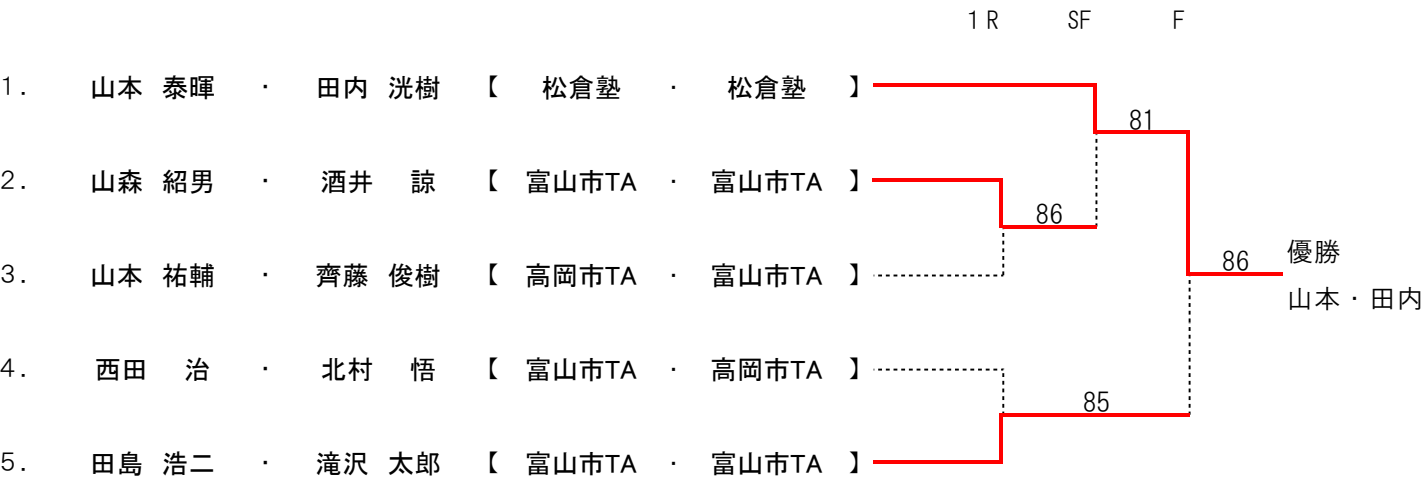 1R SF F
1. 山本 泰暉 ・ 田内 洸樹 【 松倉塾 ・ 松倉塾 】
81
2. 山森 紹男 ・ 酒井 諒 【 富山市TA ・ 富山市TA 】
86
優勝
86
3. 山本 祐輔 ・ 齊藤 俊樹 【 高岡市TA ・ 富山市TA 】
山本・田内
4. 西田 治 ・ 北村 悟 【 富山市TA ・ 高岡市TA 】
85
5. 田島 浩二 ・ 滝沢 太郎 【 富山市TA ・ 富山市TA 】